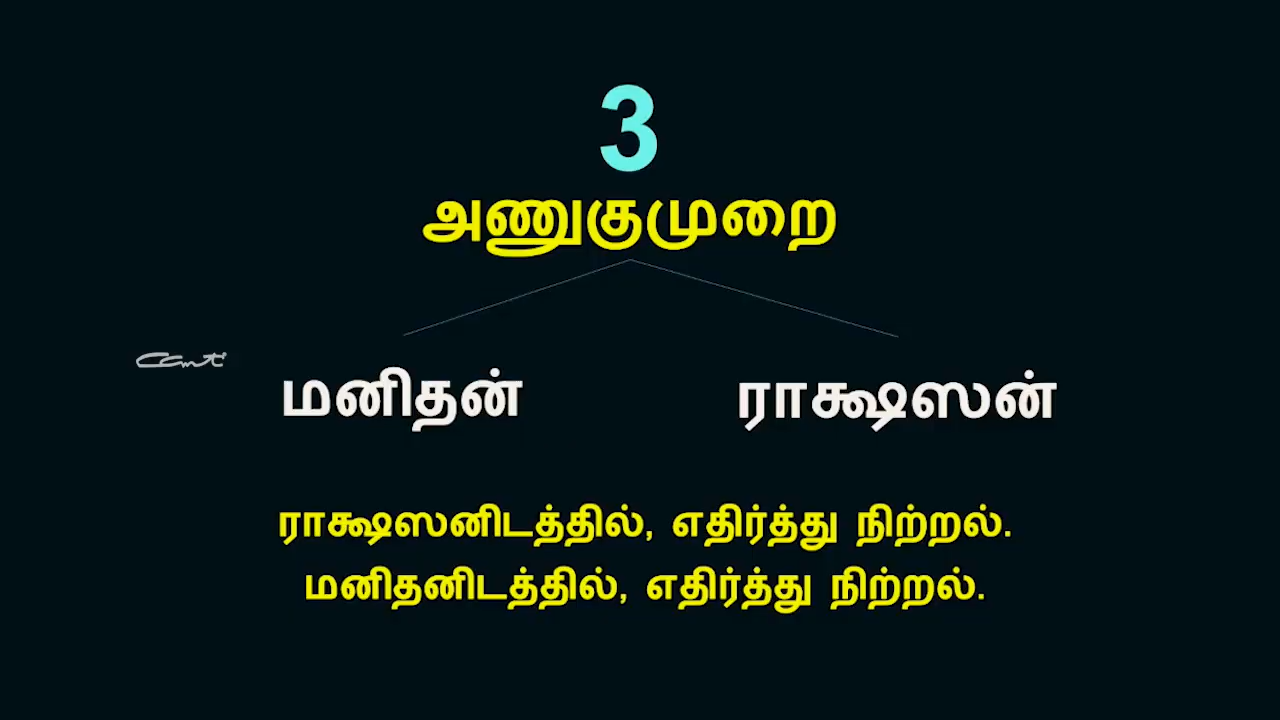 3
அணுகுமுறை
மனிதன் ராக்ஷஸன்
ராக்ஷஸனிடத்தில், எதிர்த்து நிற்றல்.
மனிதனிடத்தில், எதிர்த்து நிற்றல்.